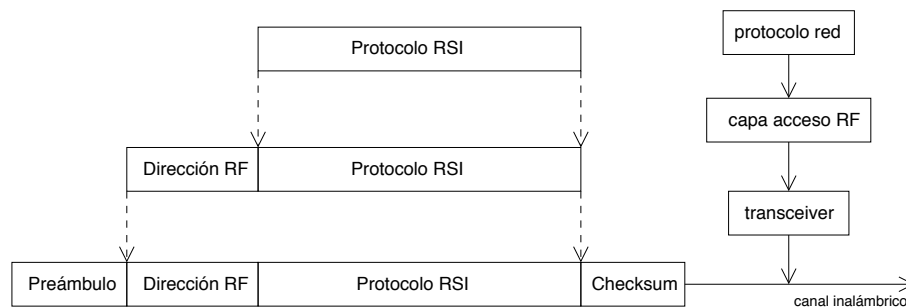 Protocolo RSI
protocolo red
capa acceso RF
Dirección RF
Protocolo RSI
transceiver
Preámbulo
Dirección RF
Protocolo RSI
Checksum
canal inalámbrico